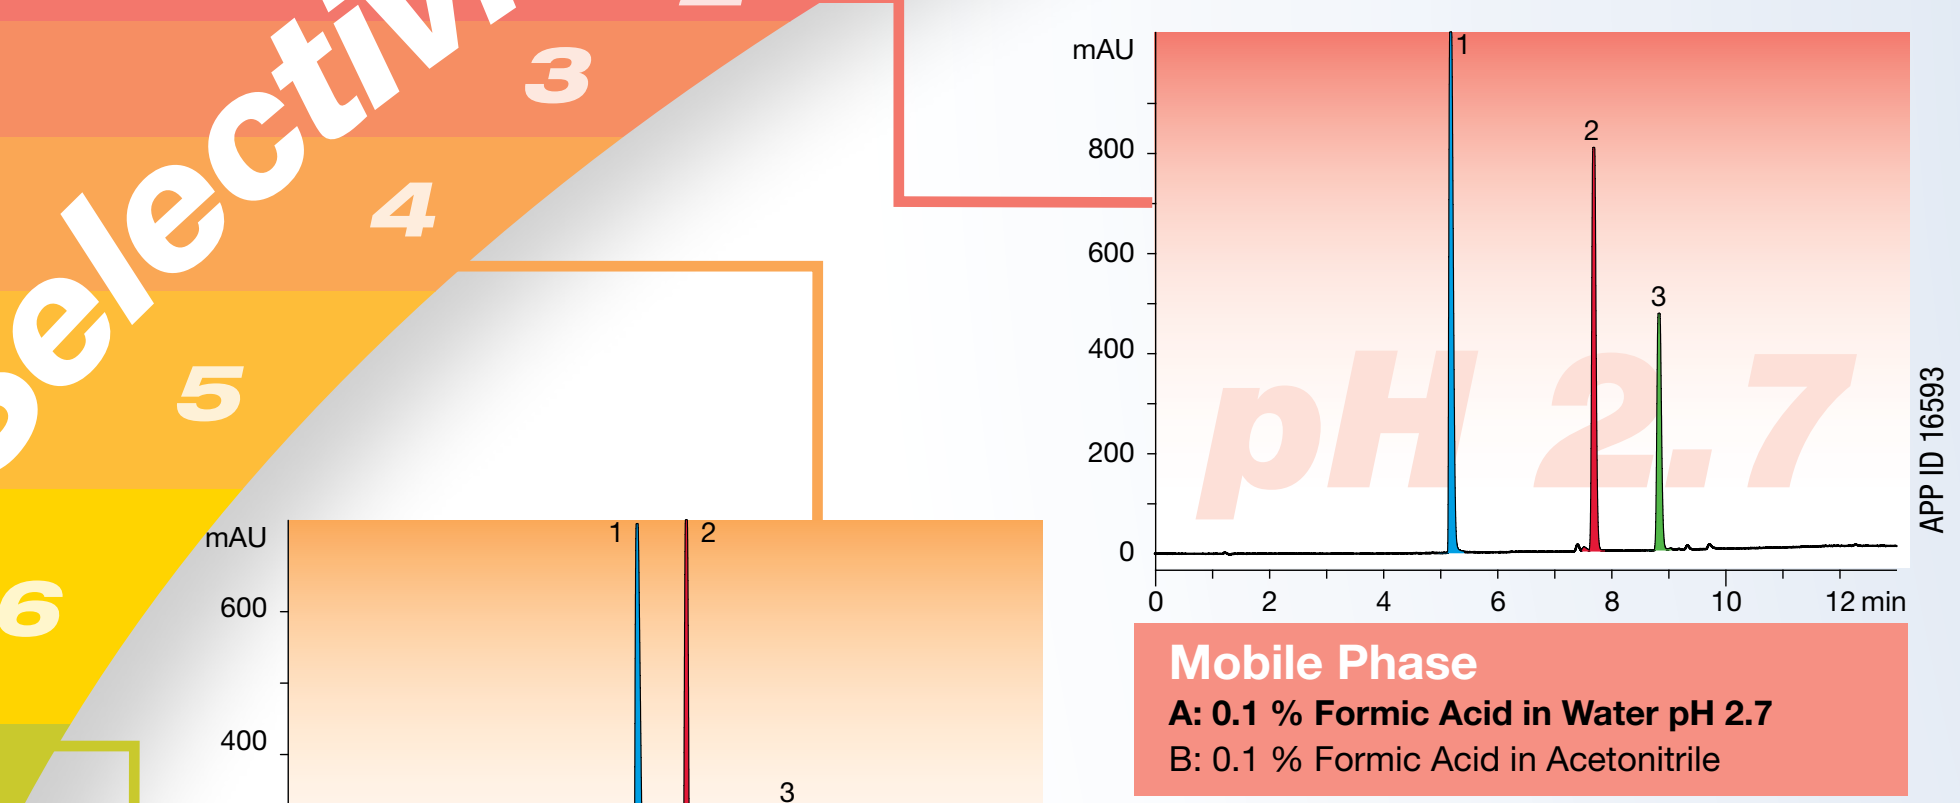 3
4
5
6
mAU
1
2
3
800
600
400
200
0
pH 2.7
0 2 4 6 8 10 12 min
APP ID 16593
Mobile Phase
A: 0.1 % Formic Acid in Water pH 2.7
B: 0.1 % Formic Acid in Acetonitrile
mAU
1 2
600
400
3